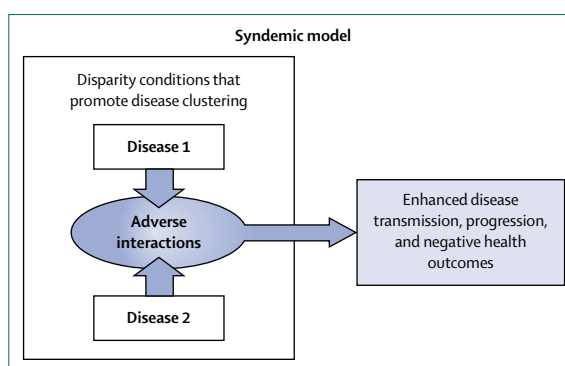 Syndemic model
Disparity conditions that
promote disease clustering
Disease 1
Adverse
interactions
Disease 2
Enhanced disease
transmission, progression,
and negative health
outcomes